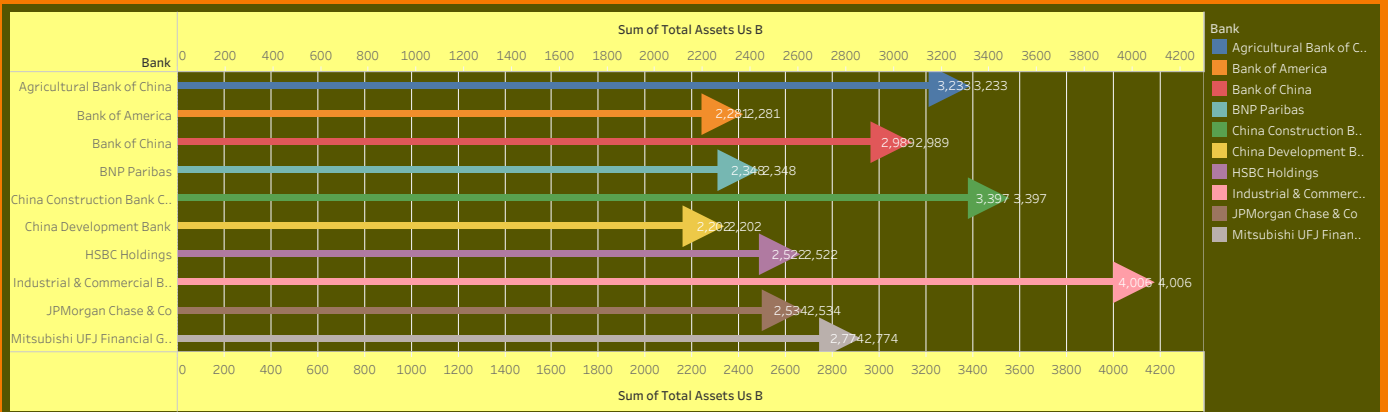 Sum of Total Assets Us B
0 200 400 600 800 1000 1200 1400 1600 1800 2000 2200 2400 2600 2800 3000 3200 3400 3600 3800 4000 4200
Bank
Agricultural Bank of China 3,233 3,233
Bank of America 2,281 2,281
Bank of China 2,989 2,989
BNP Paribas 2,348 2,348
China Construction Bank C.. 3,397 3,397
China Development Bank 2,202 2,202
HSBC Holdings 2,522 2,522
Industrial & Commercial B.. 4,006 4,006
JPMorgan Chase & Co 2,534 2,534
Mitsubishi UFJ Financial G.. 2,774 2,774
0 200 400 600 800 1000 1200 1400 1600 1800 2000 2200 2400 2600 2800 3000 3200 3400 3600 3800 4000 4200
Sum of Total Assets Us B
Bank
Agricultural Bank of C..
Bank of America
Bank of China
BNP Paribas
China Construction B..
China Development B..
HSBC Holdings
Industrial & Commerc..
JPMorgan Chase & Co
Mitsubishi UFJ Finan..